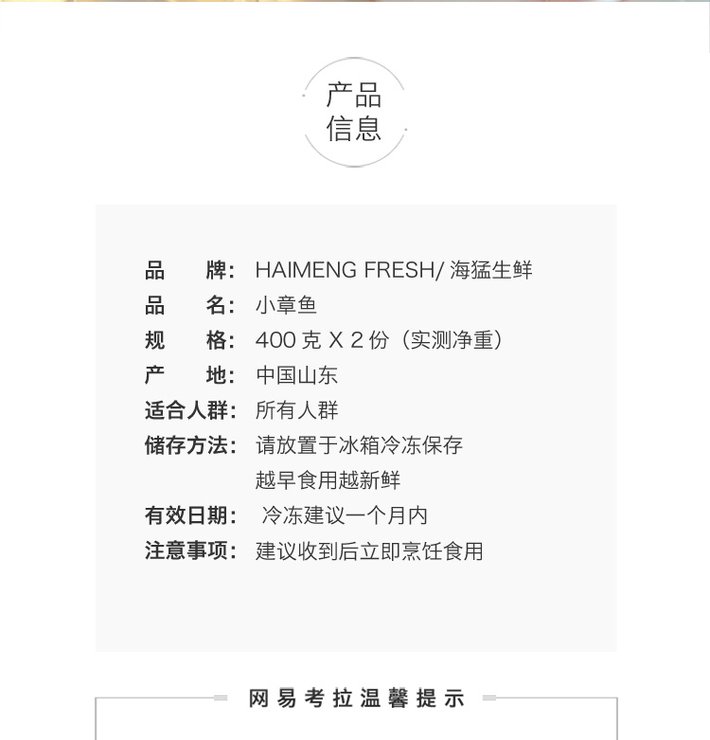 产品
信息
品 牌： HAIMENG FRESH/ 海猛生鲜
品 名： 小章鱼
规 格： 400 克 X 2 份（实测净重）
产 地： 中国山东
适合人群： 所有人群
储存方法： 请放置于冰箱冷冻保存
越早食用越新鲜
有效日期： 冷冻建议一个月内
注意事项： 建议收到后立即烹饪食用
网易考拉温馨提示